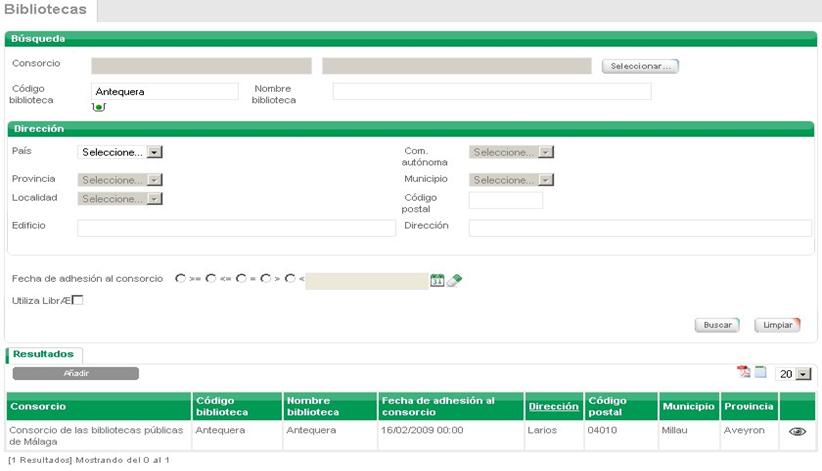 Bibliotecas
Búsqueda
Consorcio
Seleccionar...
Código biblioteca
Antequera
Nombre biblioteca
Dirección
País
Seleccione...
Com. autónoma
Seleccione...
Provincia
Seleccione...
Municipio
Seleccione...
Localidad
Seleccione...
Código postal
Edificio
Dirección
Fecha de adhesión al consorcio >= <= = > <
31
Utiliza LibrÆ
Buscar
Limpiar
Resultados
Añadir
20
Consorcio
Código biblioteca
Nombre biblioteca
Fecha de adhesión al consorcio
Dirección
Código postal
Municipio
Provincia
Consorcio de las bibliotecas públicas de Málaga
Antequera
Antequera
16/02/2009 00:00
Larios
04010
Millau
Aveyron
[1 Resultados] Mostrando del 0 al 1